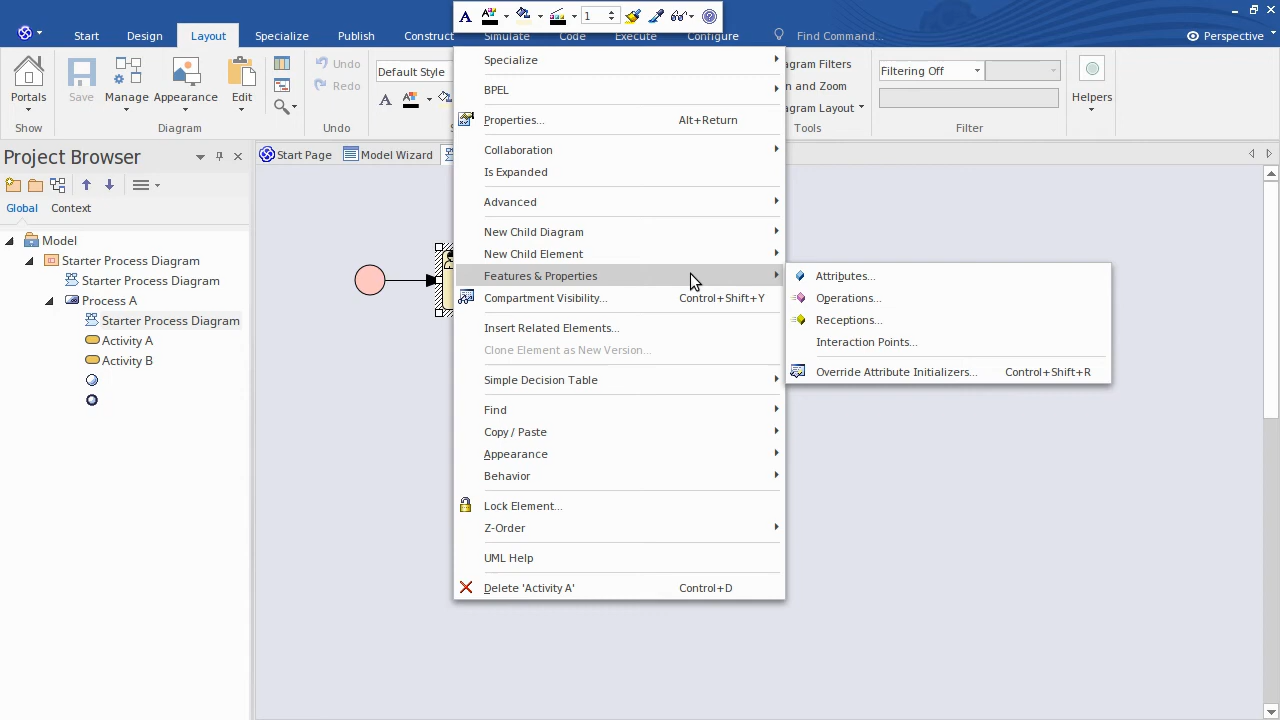 1
Start Design Layout Specialize Publish Construct Simulate Code Execute Configure Find Command... Perspective
Portals
Show
Save Manage Appearance Edit
Diagram
Undo
Redo
Undo
Default Style
agram Filters
n and Zoom
agram Layout
Tools
Filtering Off
Filter
Helpers
Project Browser
Global Context
Model
Starter Process Diagram
Starter Process Diagram
Process A
Starter Process Diagram
Activity A
Activity B
Start Page Model Wizard
Specialize
BPEL
Properties... Alt+Return
Collaboration
Is Expanded
Advanced
New Child Diagram
New Child Element
Features & Properties
Compartment Visibility... Control+Shift+Y
Insert Related Elements...
Clone Element as New Version...
Simple Decision Table
Find
Copy / Paste
Appearance
Behavior
Lock Element...
Z-Order
UML Help
Delete 'Activity A' Control+D
Attributes...
Operations...
Receptions...
Interaction Points...
Override Attribute Initializers... Control+Shift+R